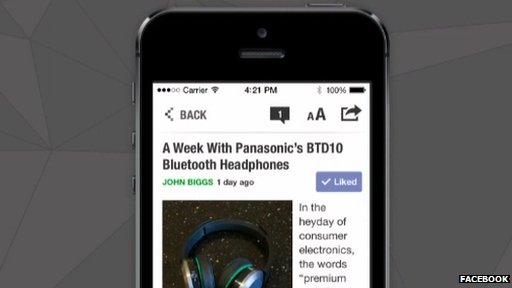 Carrier 4:21 PM 100%
BACK 1 AA
A Week With Panasonic's BTD10
Bluetooth Headphones
JOHN BIGGS 1 day ago
Liked
In the
heyday of
consumer
electronics,
the words
"premium
FACEBOOK